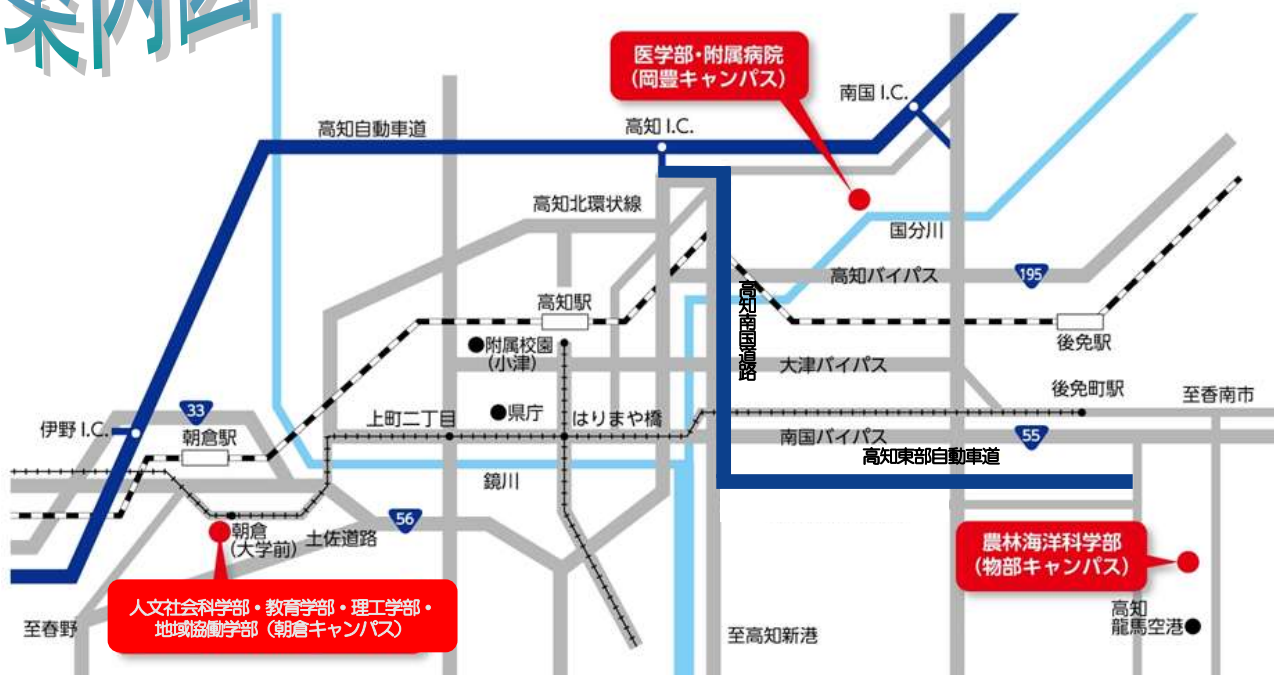 案内図
医学部・附属病院
(岡豊キャンパス)
南国 I.C.
高知自動車道
高知 I.C.
高知北環状線
国分川
高知バイパス
195
高知南国道路
高知駅
後免駅
附属校園
(小津)
大津バイパス
後免町駅
至香南市
33
県庁
伊野 I.C.
朝倉駅
上町二丁目
はりまや橋
南国バイパス
55
高知東部自動車道
鏡川
56
朝倉
(大学前)
土佐道路
農林海洋科学部
(物部キャンパス)
人文社会科学部・教育学部・理工学部・
地域協働学部(朝倉キャンパス)
至春野
至高知新港
高知
龍馬空港